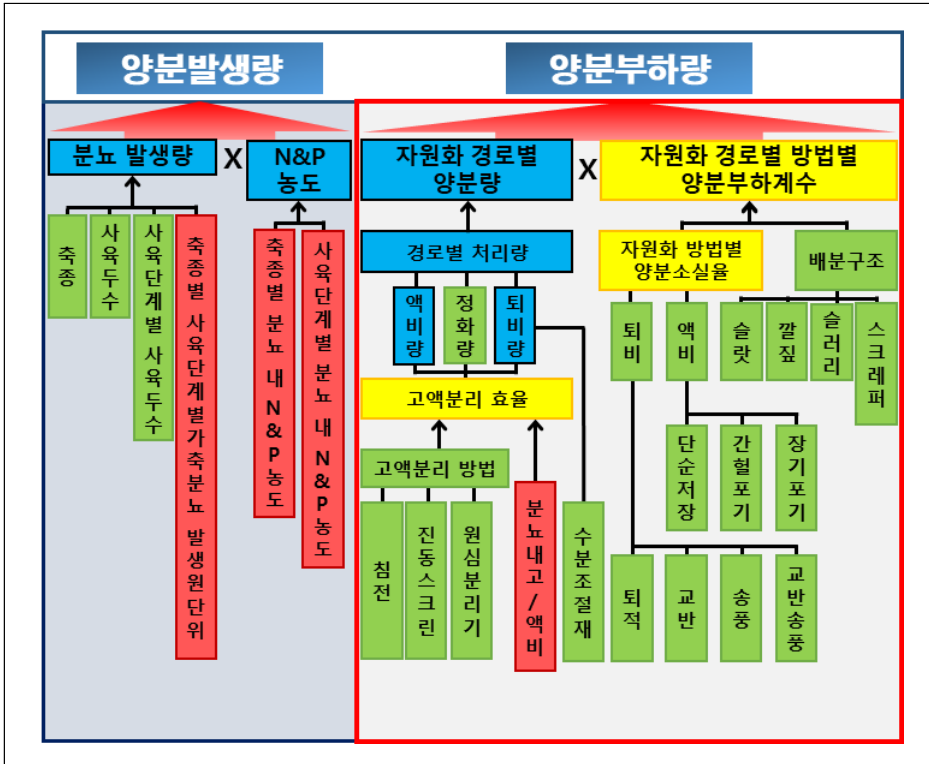 양분발생량
양분부하량
분뇨 발생량
X
N&P
농도
자원화 경로별
양분량
X
자원화 경로별 방법별
양분부하계수
축종
사육두수
사육단계별 사육두수
축종별 사육단계별가축분뇨 발생원단위
축종별 분뇨 내 N&P농도
사육단계별 분뇨 내 N&P농도
경로별 처리량
액비량
정화량
퇴비량
고액분리 효율
고액분리 방법
침전
진동스크린
원심분리기
분뇨내고/액비
수분조절재
자원화 방법별
양분소실율
배분구조
퇴비
액비
슬랏
깔짚
슬러리
스크레퍼
단순저장
간헐포기
장기포기
퇴적
교반
송풍
교반송풍